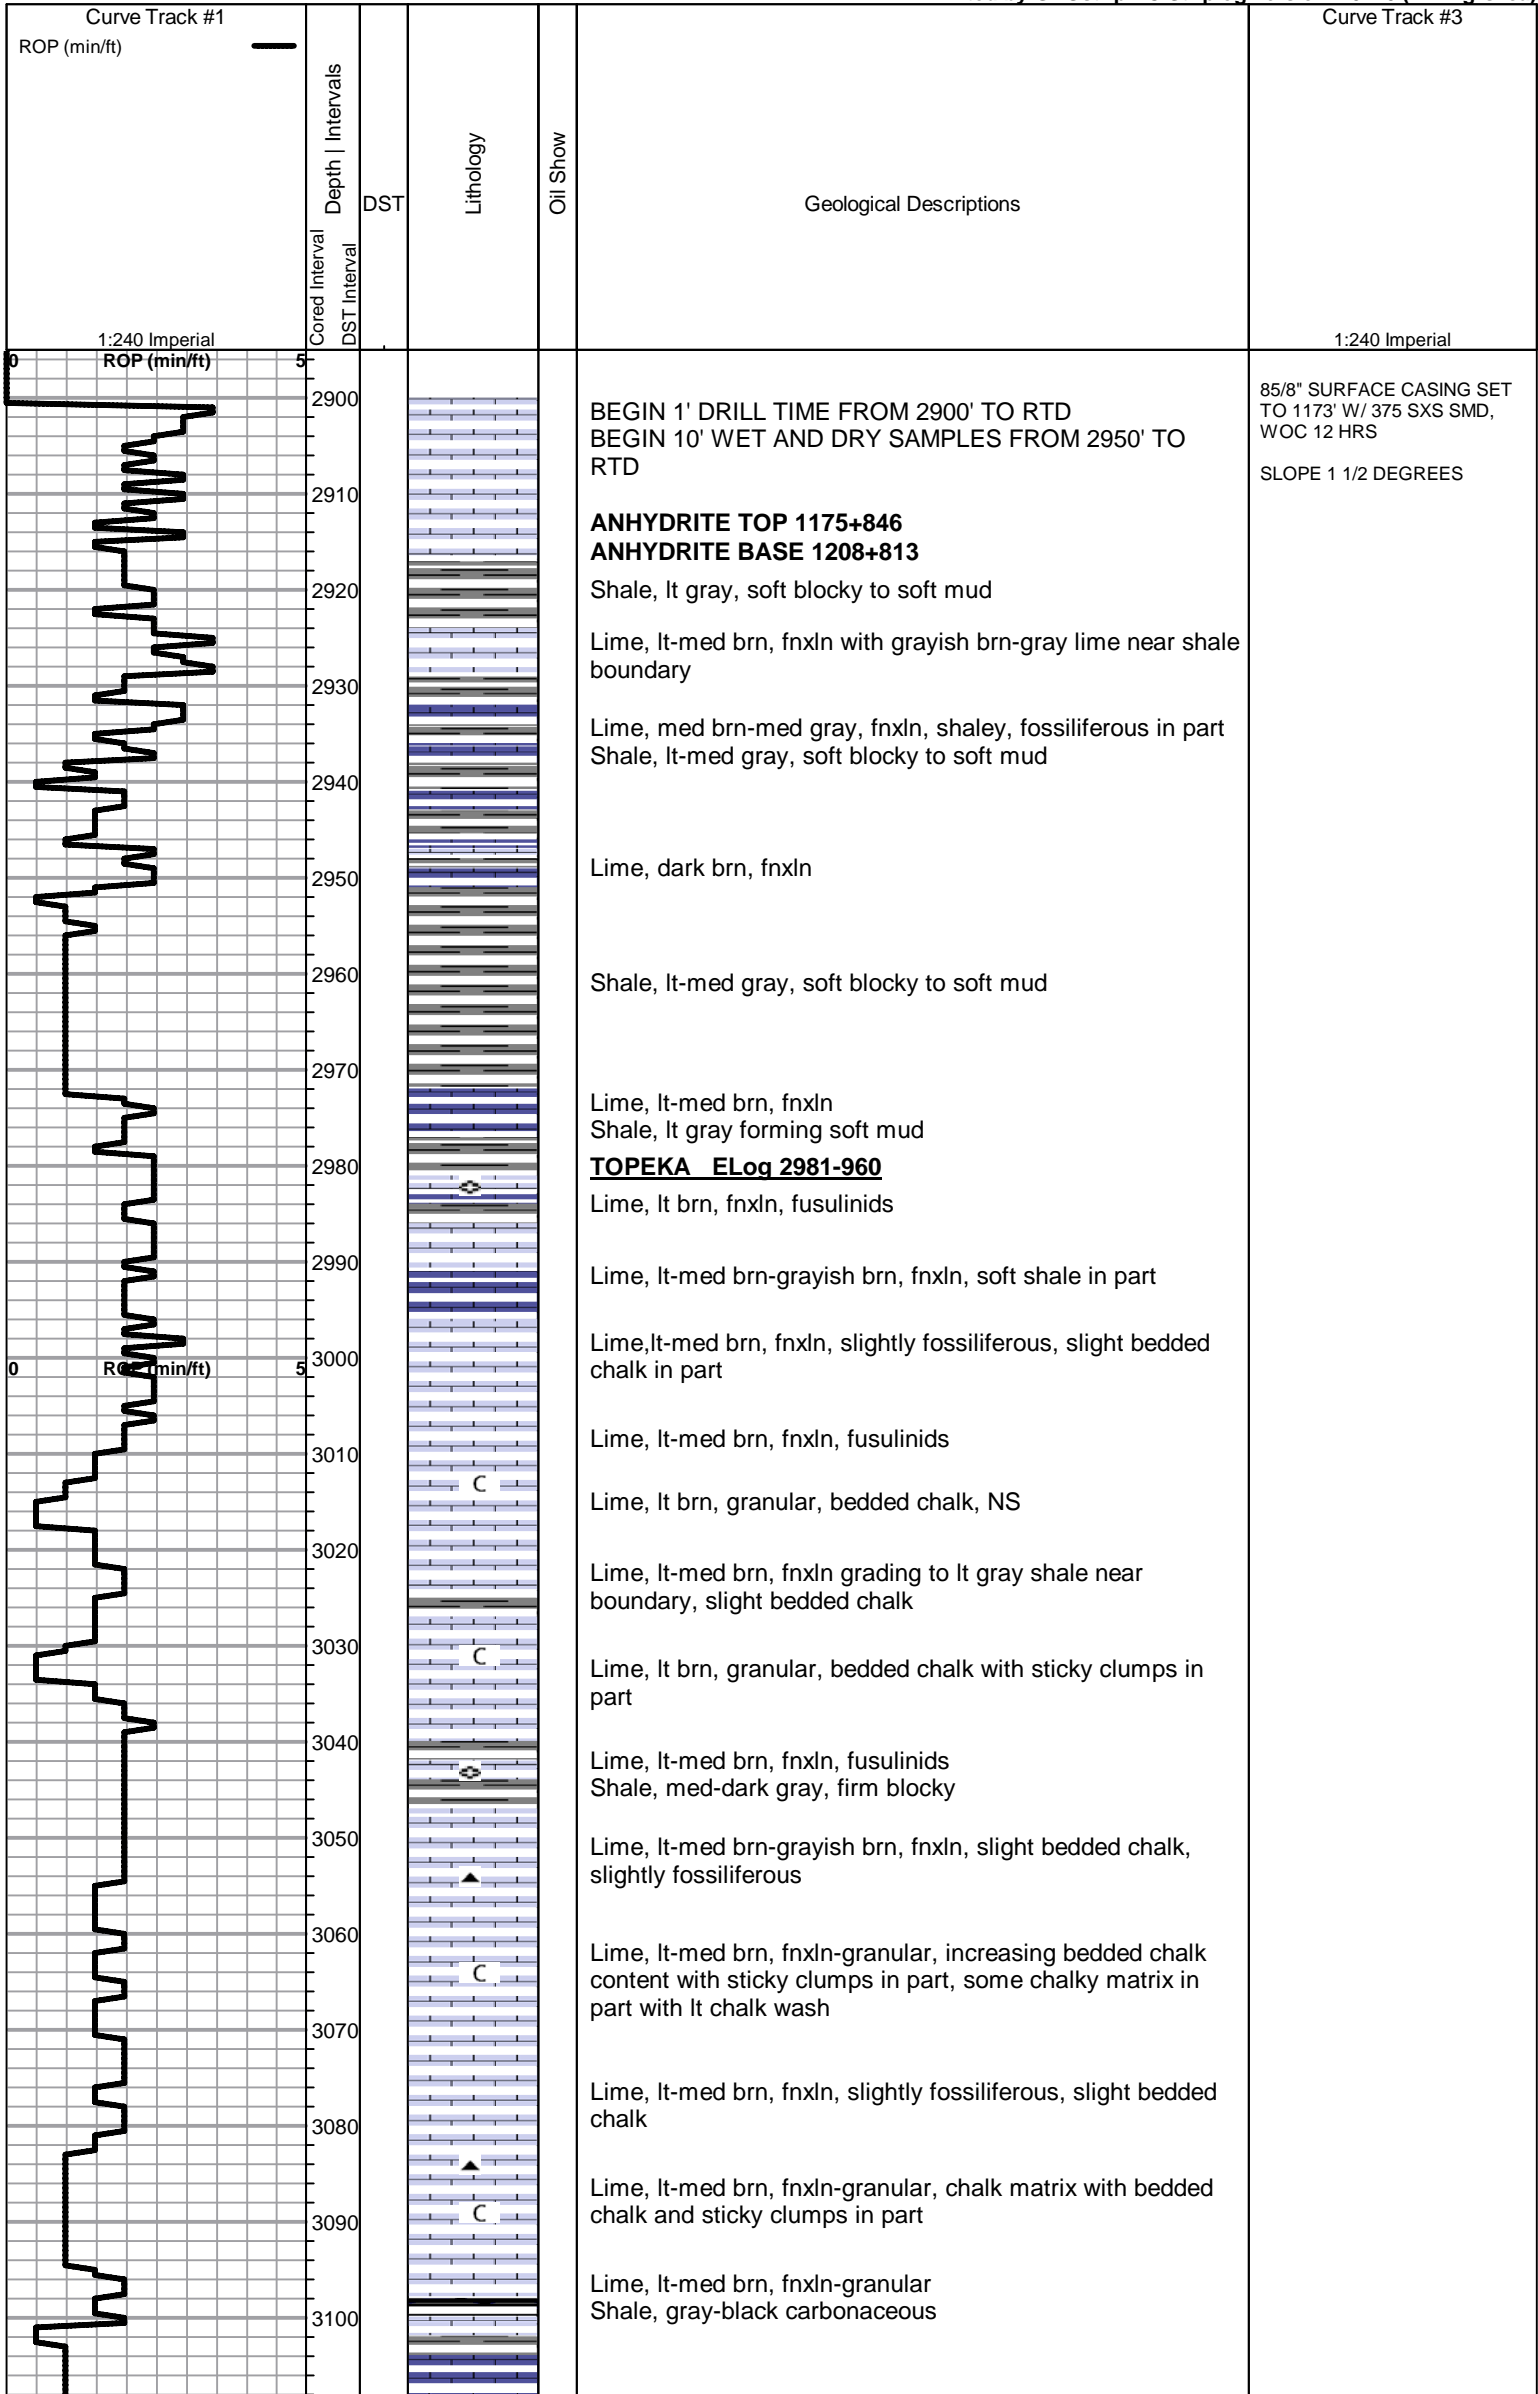 Curve Track #1
ROP (min/ft)
1:240 Imperial
Depth | Intervals
Cored Interval
DST Interval
DST
Lithology
Oil Show
Geological Descriptions
Curve Track #3
1:240 Imperial
0 ROP (min/ft) 5
2900
BEGIN 1' DRILL TIME FROM 2900' TO RTD
BEGIN 10' WET AND DRY SAMPLES FROM 2950' TO
RTD
85/8" SURFACE CASING SET
TO 1173' W/ 375 SXS SMD,
WOC 12 HRS
SLOPE 1 1/2 DEGREES
2910
ANHYDRITE TOP 1175+846
ANHYDRITE BASE 1208+813
2920
Shale, lt gray, soft blocky to soft mud
Lime, lt-med brn, fnxln with grayish brn-gray lime near shale
boundary
2930
Lime, med brn-med gray, fnxln, shaley, fossiliferous in part
Shale, lt-med gray, soft blocky to soft mud
2940
2950
Lime, dark brn, fnxln
2960
Shale, lt-med gray, soft blocky to soft mud
2970
Lime, lt-med brn, fnxln
Shale, lt gray forming soft mud
2980
TOPEKA ELog 2981-960
Lime, lt brn, fnxln, fusulinids
2990
Lime, lt-med brn-grayish brn, fnxln, soft shale in part
Lime,lt-med brn, fnxln, slightly fossiliferous, slight bedded
chalk in part
3000
0 ROP (min/ft) 5
Lime, lt-med brn, fnxln, fusulinids
3010
C
Lime, lt brn, granular, bedded chalk, NS
3020
Lime, lt-med brn, fnxln grading to lt gray shale near
boundary, slight bedded chalk
3030
C
Lime, lt brn, granular, bedded chalk with sticky clumps in
part
3040
Lime, lt-med brn, fnxln, fusulinids
Shale, med-dark gray, firm blocky
3050
Lime, lt-med brn-grayish brn, fnxln, slight bedded chalk,
slightly fossiliferous
3060
C
Lime, lt-med brn, fnxln-granular, increasing bedded chalk
content with sticky clumps in part, some chalky matrix in
part with lt chalk wash
3070
Lime, lt-med brn, fnxln, slightly fossiliferous, slight bedded
chalk
3080
Lime, lt-med brn, fnxln-granular, chalk matrix with bedded
chalk and sticky clumps in part
C
3090
Lime, lt-med brn, fnxln-granular
Shale, gray-black carbonaceous
3100